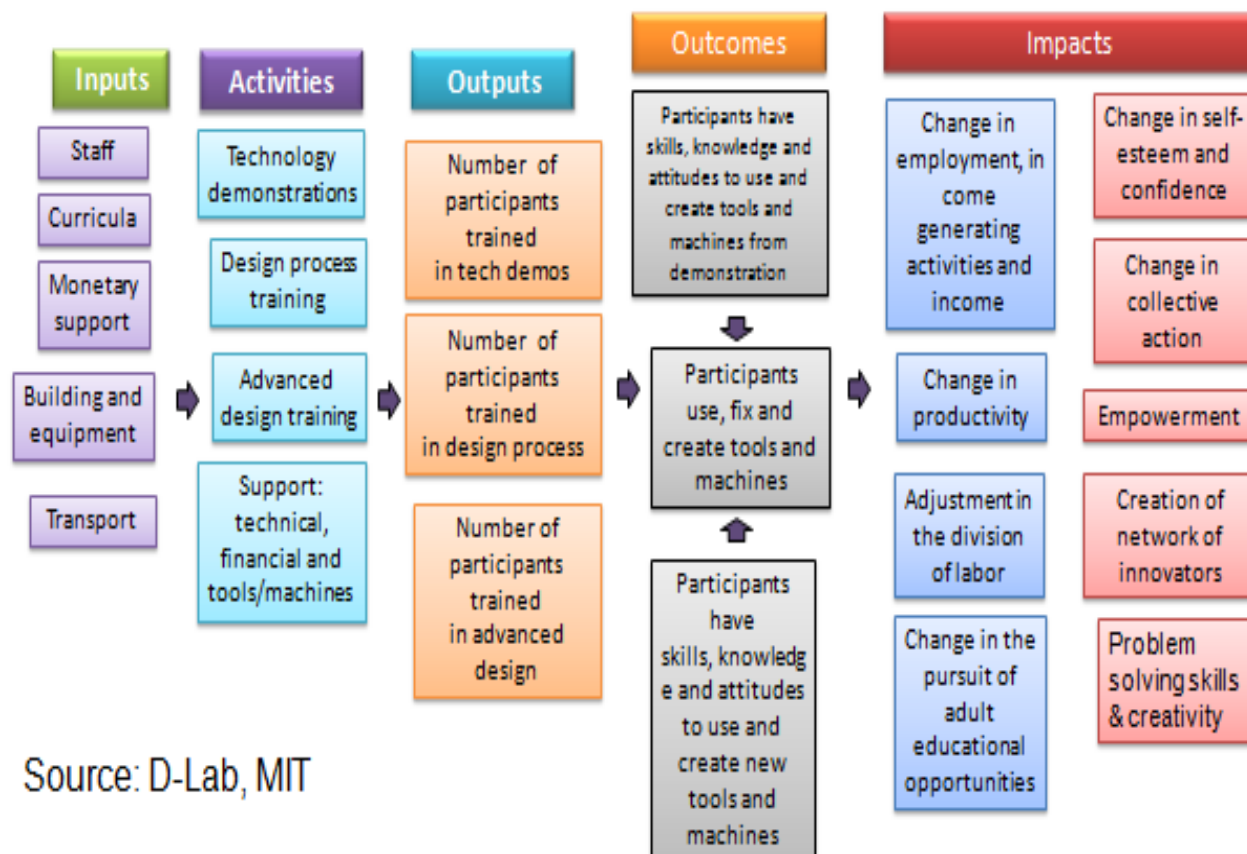 Inputs
Staff
Curricula
Monetary
support
Building and
equipment
Transport
Activities
Technology
demonstrations
Design process
training
Advanced
design training
Support:
technical,
financial and
tools/machines
Outputs
Number of
participants
trained
in tech demos
Number of
participants
trained
in design process
Number of
participants
trained
in advanced
design
Outcomes
Participants have
skills, knowledge and
attitudes to use and
create tools and
machines from
demonstration
Participants
use, fix and
create tools and
machines
Participants
have
skills, knowledg
e and attitudes
to use and
create new
tools and
machines
Impacts
Change in
employment, in
come
generating
activities and
income
Change in
productivity
Adjustment in
the division
of labor
Change in the
pursuit of
adult
educational
opportunities
Change in self-
esteem and
confidence
Change in
collective
action
Empowerment
Creation of
network of
innovators
Problem
solving skills
& creativity
Source: D-Lab, MIT